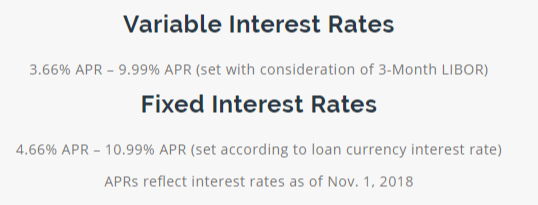 Variable Interest Rates
3.66% APR – 9.99% APR (set with consideration of 3-Month LIBOR)
Fixed Interest Rates
4.66% APR – 10.99% APR (set according to loan currency interest rate)
APRs reflect interest rates as of Nov. 1, 2018